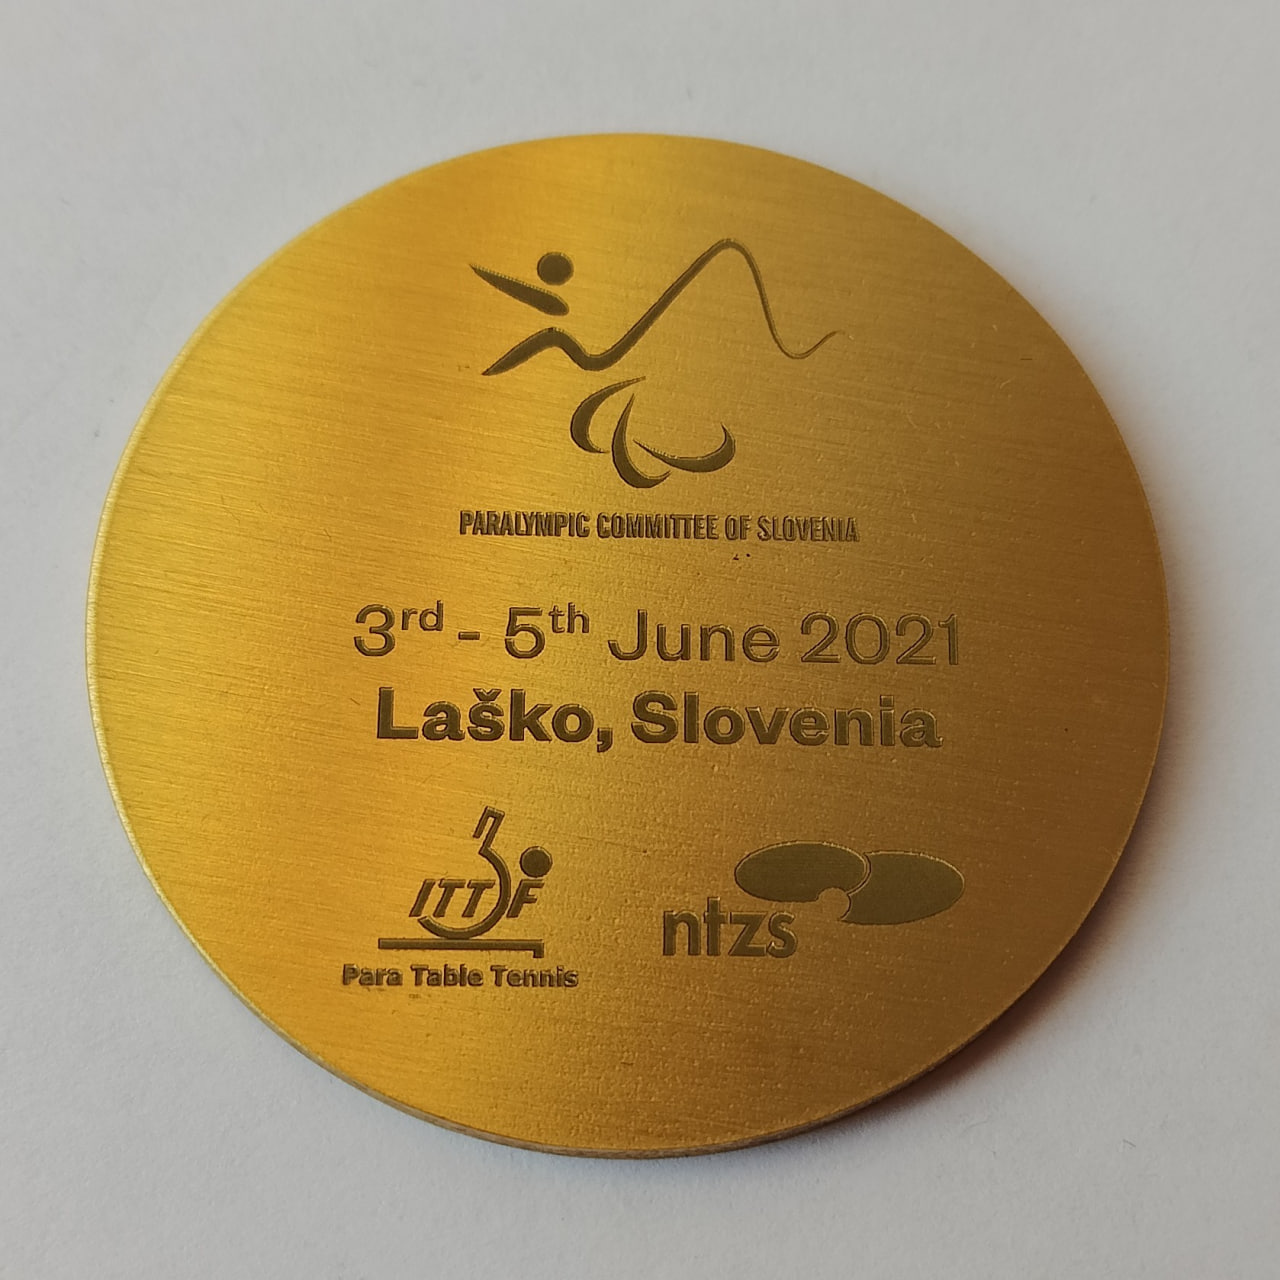 PARALYMPIC COMMITTEE OF SLOVENIA
3rd - 5th June 2021
Laško, Slovenia
ITTF
Para Table Tennis
ntzs